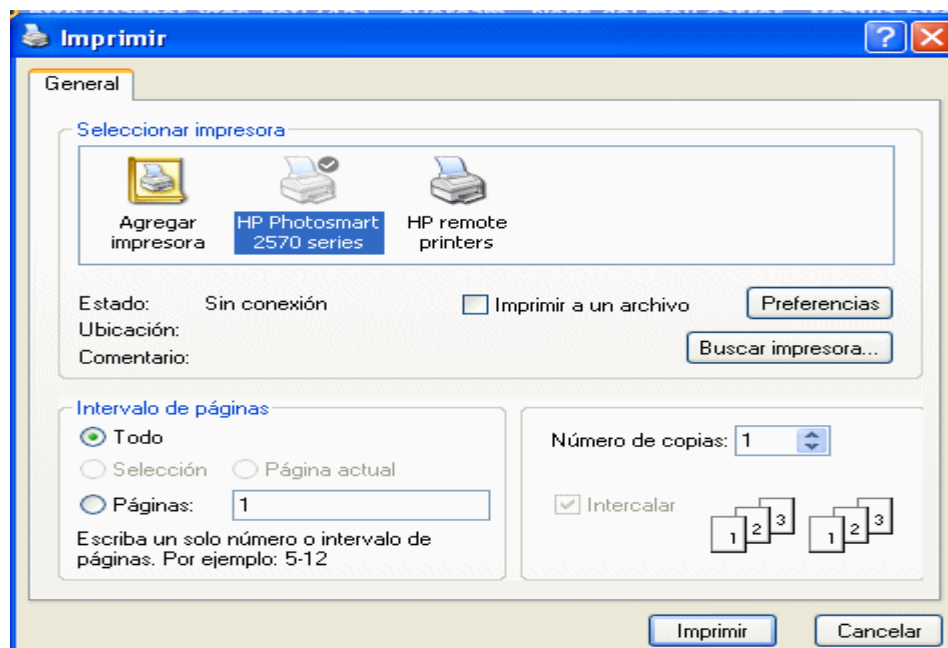 Imprimir
General
Seleccionar impresora
Agregar
impresora
HP Photosmart
2570 series
HP remote
printers
Estado: Sin conexión
Imprimir a un archivo
Preferencias
Ubicación:
Buscar impresora...
Comentario:
Intervalo de páginas
Todo
Selección Página actual
Páginas: 1
Escriba un solo número o intervalo de
páginas. Por ejemplo: 5-12
Número de copias: 1
Intercalar
1 2 3 1 2 3
Imprimir Cancelar